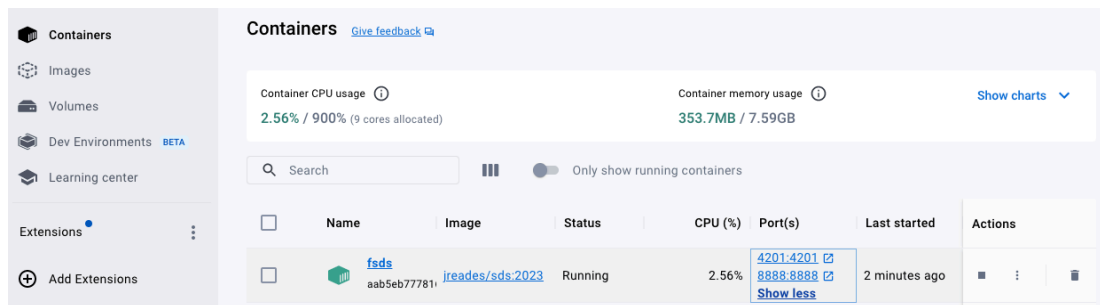 Containers
Images
Volumes
Dev Environments BETA
Learning center
Extensions
Add Extensions
Containers Give feedback
Container CPU usage
2.56% / 900% (9 cores allocated)
Container memory usage
353.7MB / 7.59GB
Show charts
Search
Only show running containers
Name Image Status CPU (%) Port(s) Last started Actions
fsds
jreades/sds:2023 Running 2.56% 4201:4201
8888:8888
Show less
2 minutes ago